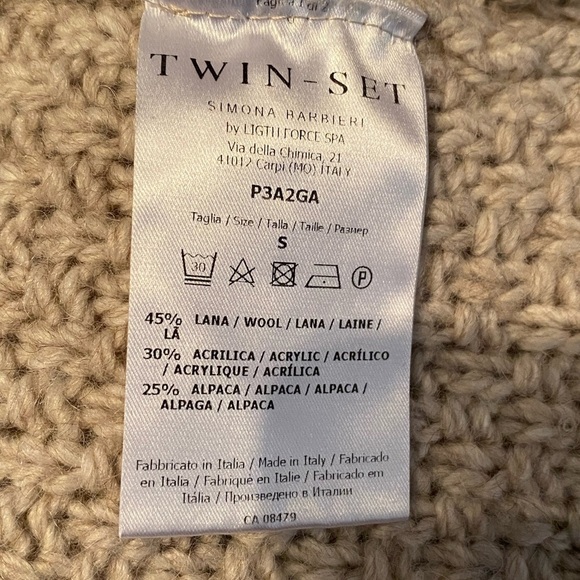 TWIN-SET
SIMONA BARBIERI
by LIGTH FORCE SPA
Via della Chimica, 21
41012 Carpi (MO) ITALY
P3A2GA
Taglia / Size / Talla / Taille / Размер
S
30
P
45% LANA / WOOL / LANA / LAINE /
LÃ
30% ACRILICA / ACRYLIC / ACRÍLICO
/ ACRYLIQUE / ACRÍLICA
25% ALPACA / ALPACA / ALPACA /
ALPAGA / ALPACA
Fabbricato in Italia / Made in Italy / Fabricado
en Italia / Fabriqué en Italie / Fabricado em
Itália / Произведено в Италии
CA 08479